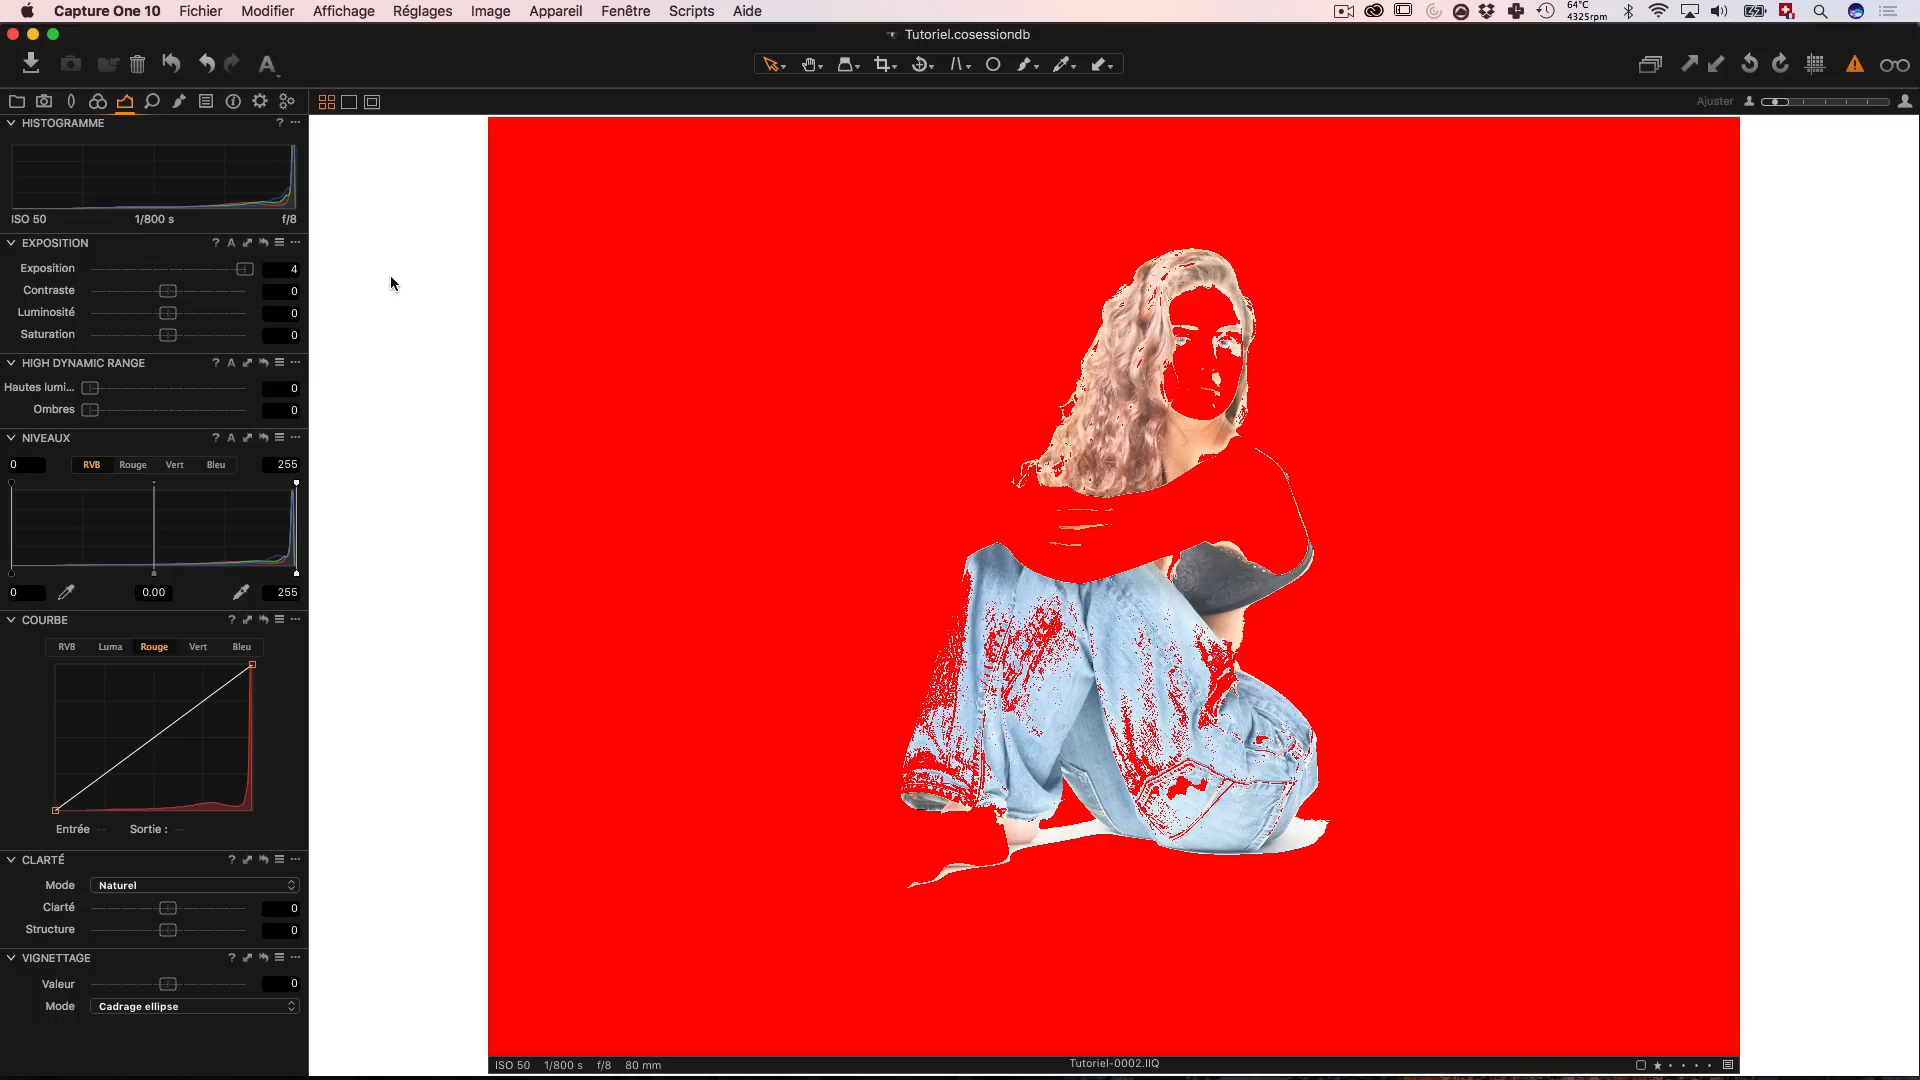 Capture One 10 Fichier Modifier Affichage Réglages Image Appareil Fenêtre Scripts Aide 64°C 4325rpm
Tutoriel.cosessiondb
Ajuster
HISTOGRAMME ?
ISO 50 1/800 s f/8
EXPOSITION ? A
Exposition 4
Contraste 0
Luminosité 0
Saturation 0
HIGH DYNAMIC RANGE ? A
Hautes lumi... 0
Ombres 0
NIVEAUX ? A
0 RVB Rouge Vert Bleu 255
0 0.00 255
COURBE ?
RVB Luma Rouge Vert Bleu
Entrée -- Sortie : --
CLARTÉ ?
Mode Naturel
Clarté 0
Structure 0
VIGNETTAGE ?
Valeur 0
Mode Cadrage ellipse
ISO 50 1/800 s f/8 80 mm Tutoriel-0002.IIQ